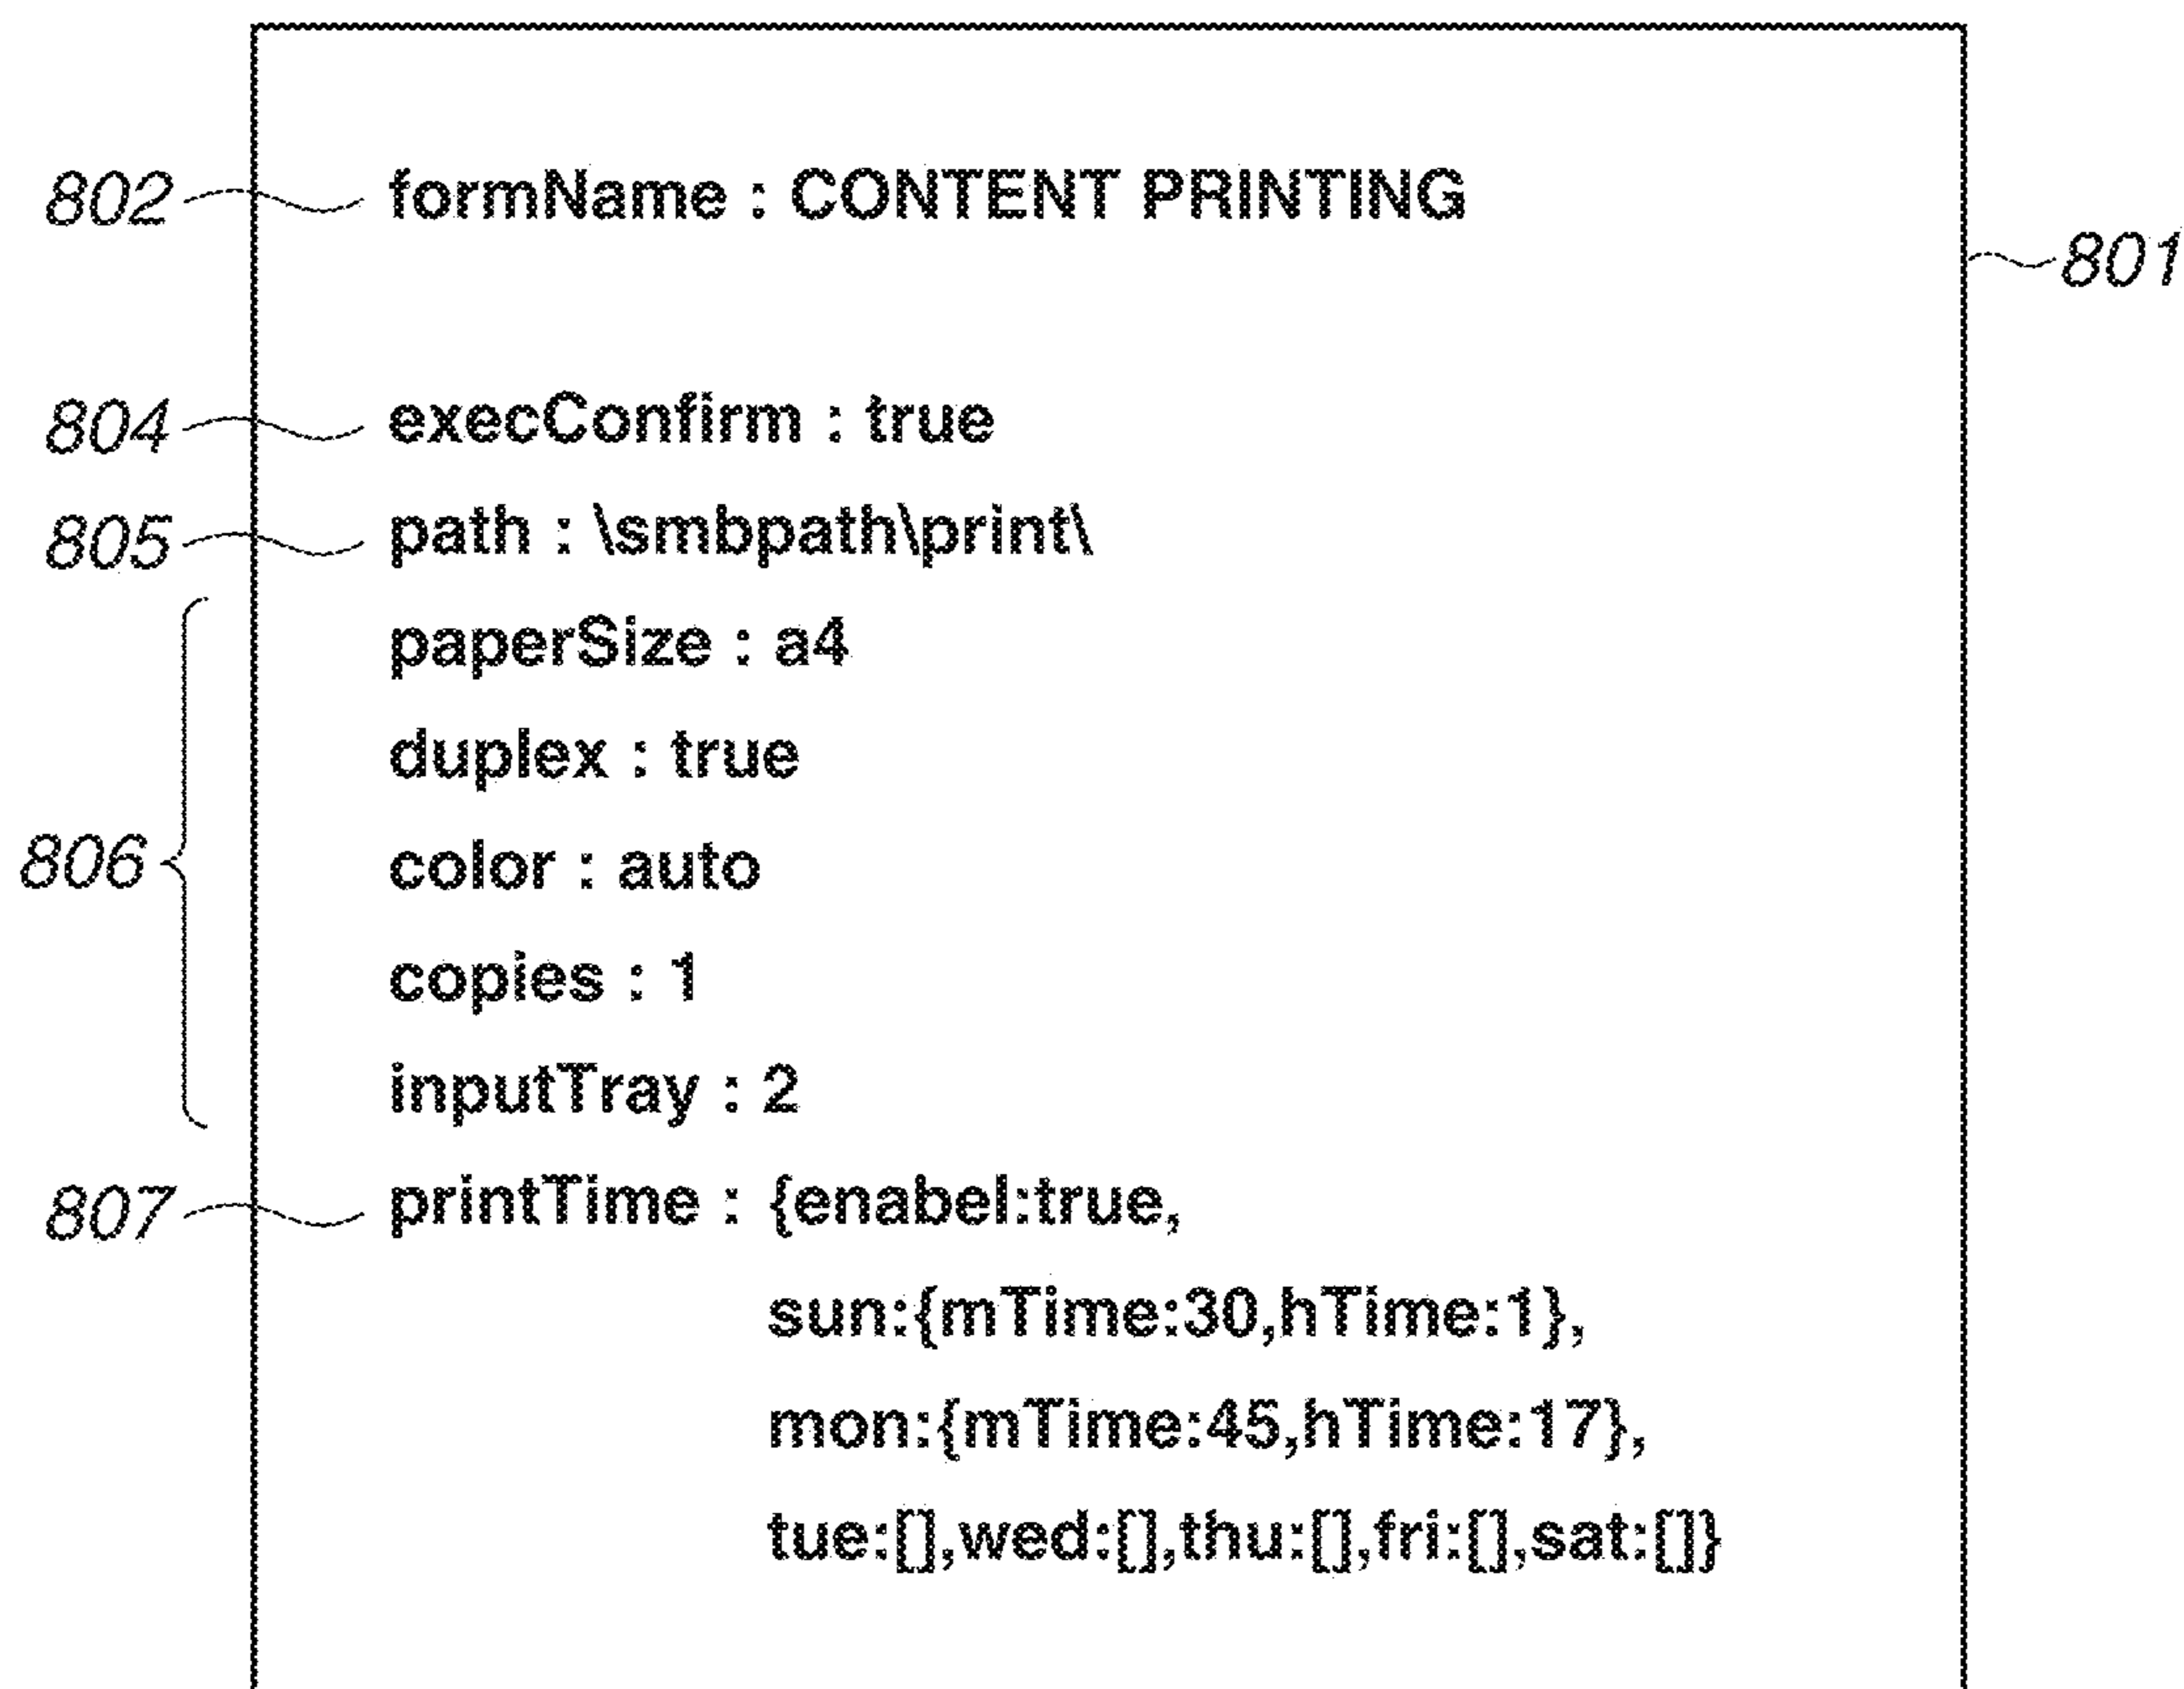 802 formName : CONTENT PRINTING
801
804 execConfirm : true
805 path : \smbpath\print\
paperSize : a4
duplex : true
806 color : auto
copies : 1
inputTray : 2
807 printTime : {enabel:true,
sun:{mTime:30,hTime:1},
mon:{mTime:45,hTime:17},
tue:[],wed:[],thu:[],fri:[],sat:[]}